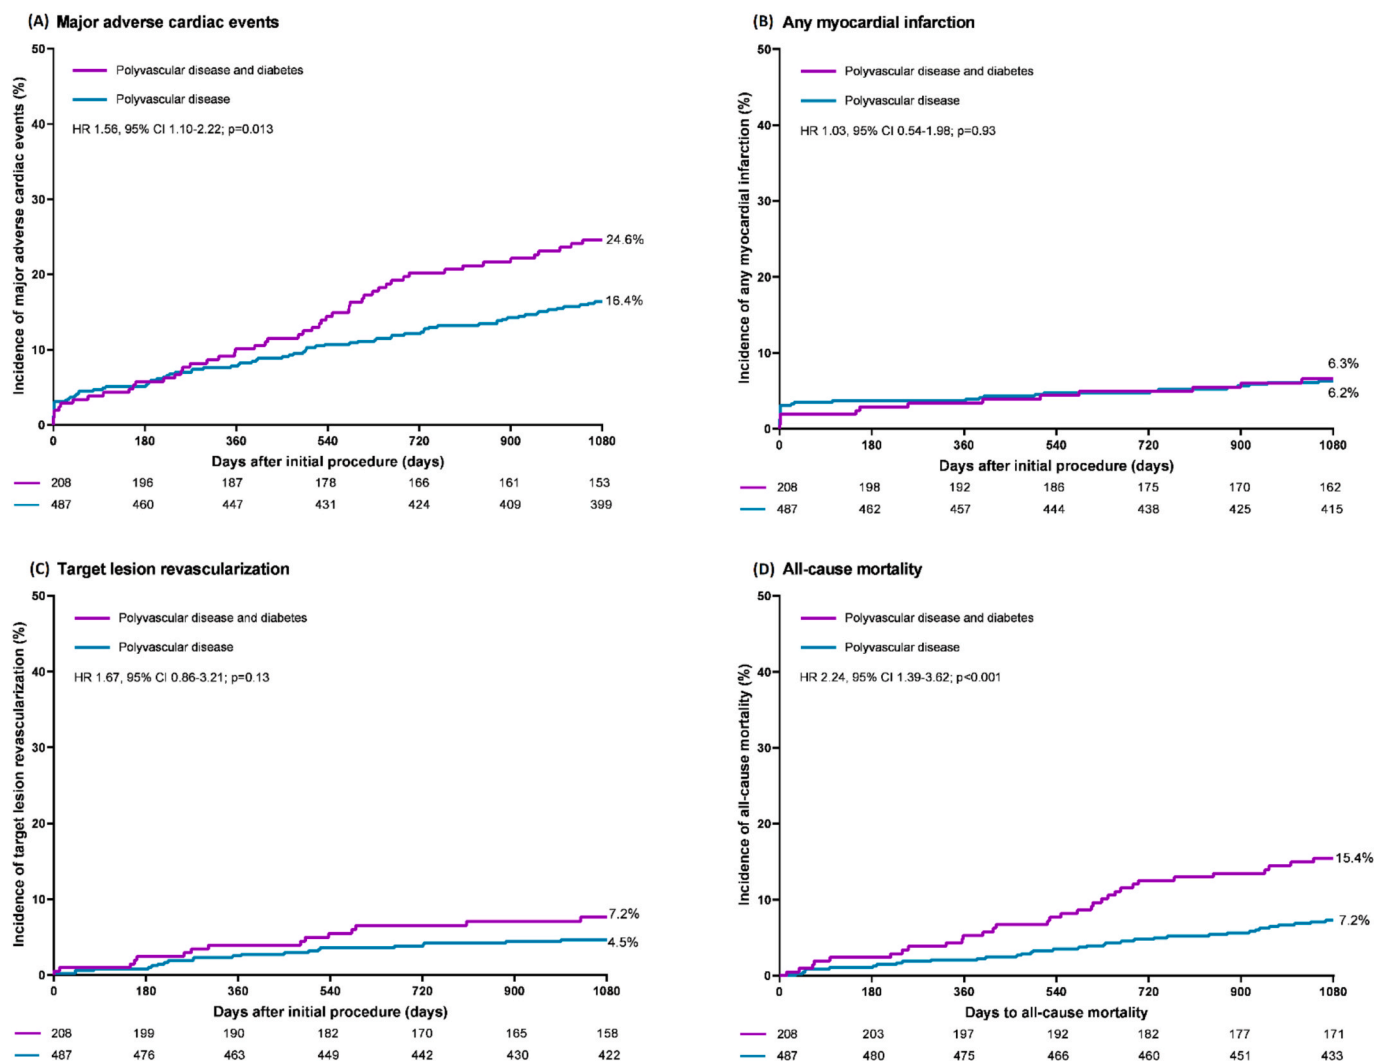 (A) Major adverse cardiac events
Incidence of major adverse cardiac events (%)
50
40
30
20
10
0
Polyvascular disease and diabetes
Polyvascular disease
HR 1.56, 95% CI 1.10-2.22; p=0.013
24.6%
16.4%
0 180 360 540 720 900 1080
Days after initial procedure (days)
208 196 187 178 166 161 153
487 460 447 431 424 409 399
(B) Any myocardial infarction
Incidence of any myocardial infarction (%)
50
40
30
20
10
0
Polyvascular disease and diabetes
Polyvascular disease
HR 1.03, 95% CI 0.54-1.98; p=0.93
6.3%
6.2%
0 180 360 540 720 900 1080
Days after initial procedure (days)
208 198 192 186 175 170 162
487 462 457 444 438 425 415
(C) Target lesion revascularization
Incidence of target lesion revascularization (%)
50
40
30
20
10
0
Polyvascular disease and diabetes
Polyvascular disease
HR 1.67, 95% CI 0.86-3.21; p=0.13
7.2%
4.5%
0 180 360 540 720 900 1080
Days after initial procedure (days)
208 199 190 182 170 165 158
487 476 463 449 442 430 422
(D) All-cause mortality
Incidence of all-cause mortality (%)
50
40
30
20
10
0
Polyvascular disease and diabetes
Polyvascular disease
HR 2.24, 95% CI 1.39-3.62; p<0.001
15.4%
7.2%
0 180 360 540 720 900 1080
Days to all-cause mortality
208 203 197 192 182 177 171
487 480 475 466 460 451 433